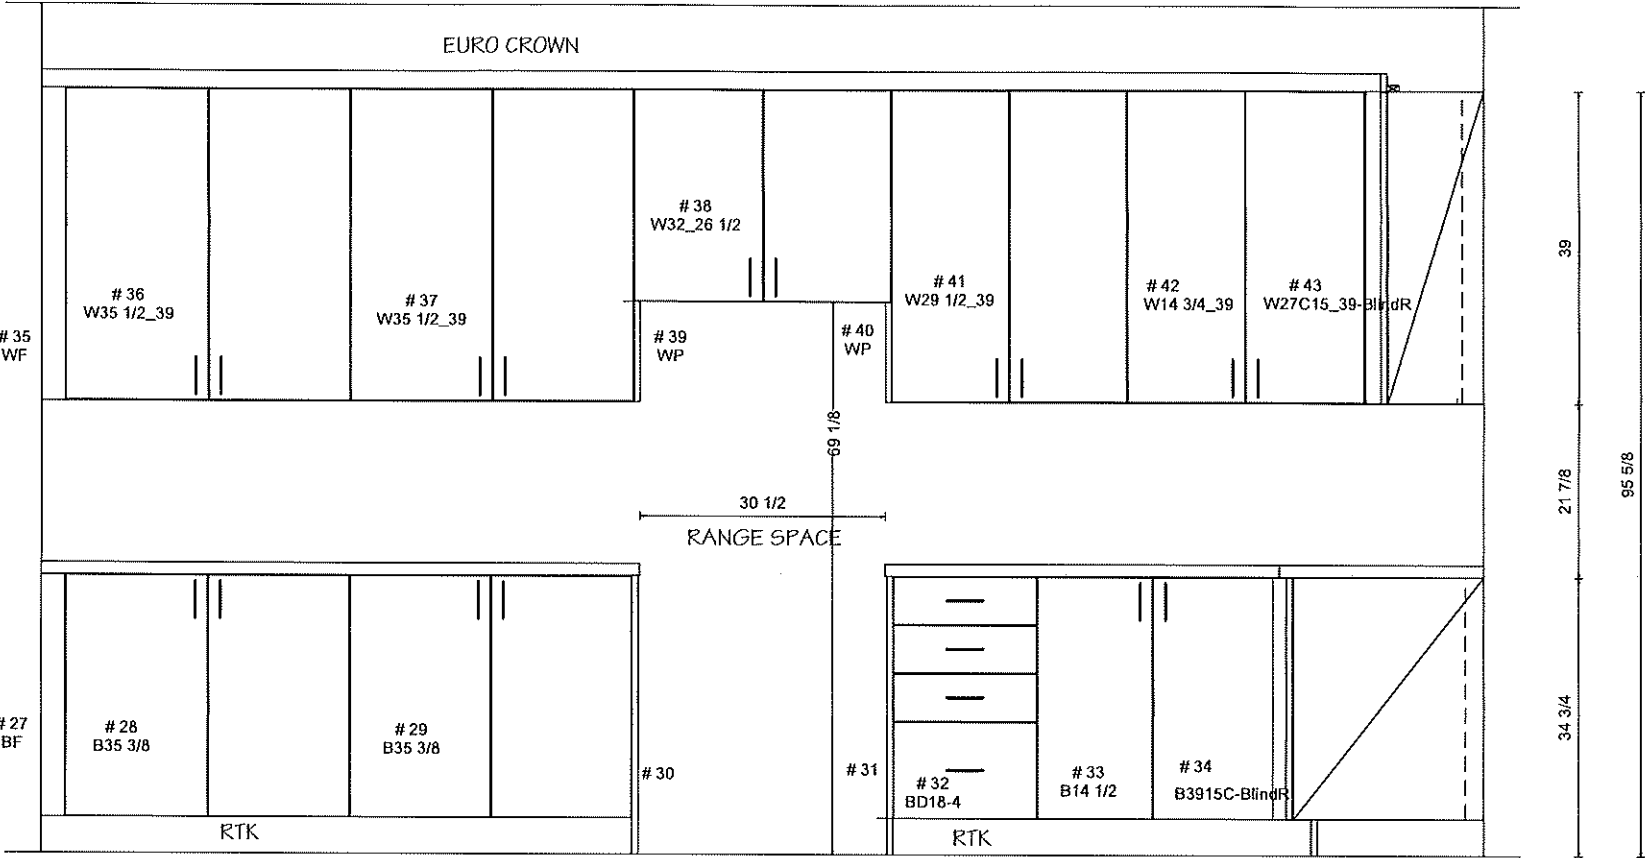 EURO CROWN
# 38
W32_26 1/2
# 36
W35 1/2_39
# 37
W35 1/2_39
# 41
W29 1/2_39
# 42
W14 3/4_39
# 43
W27C15_39-BlindR
# 35
WF
# 39
WP
# 40
WP
39
69 1/8
30 1/2
RANGE SPACE
21 7/8
95 5/8
# 27
BF
# 28
B35 3/8
# 29
B35 3/8
# 30
# 31
# 32
BD18-4
# 33
B14 1/2
# 34
B3915C-BlindR
34 3/4
RTK
RTK